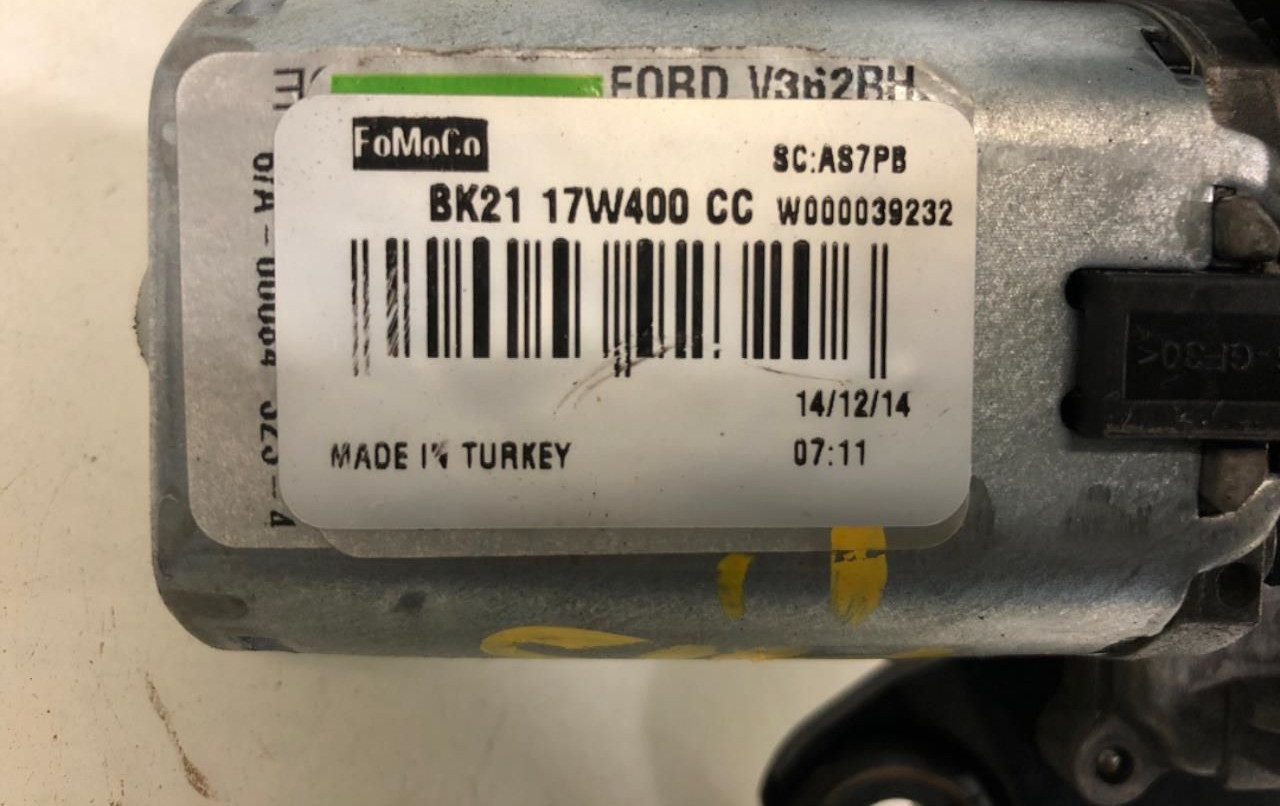 FORD V362BH
FoMoCo
SC:AS7PB
BK21 17W400 CC W000039232
14/12/14
MADE IN TURKEY
07:11